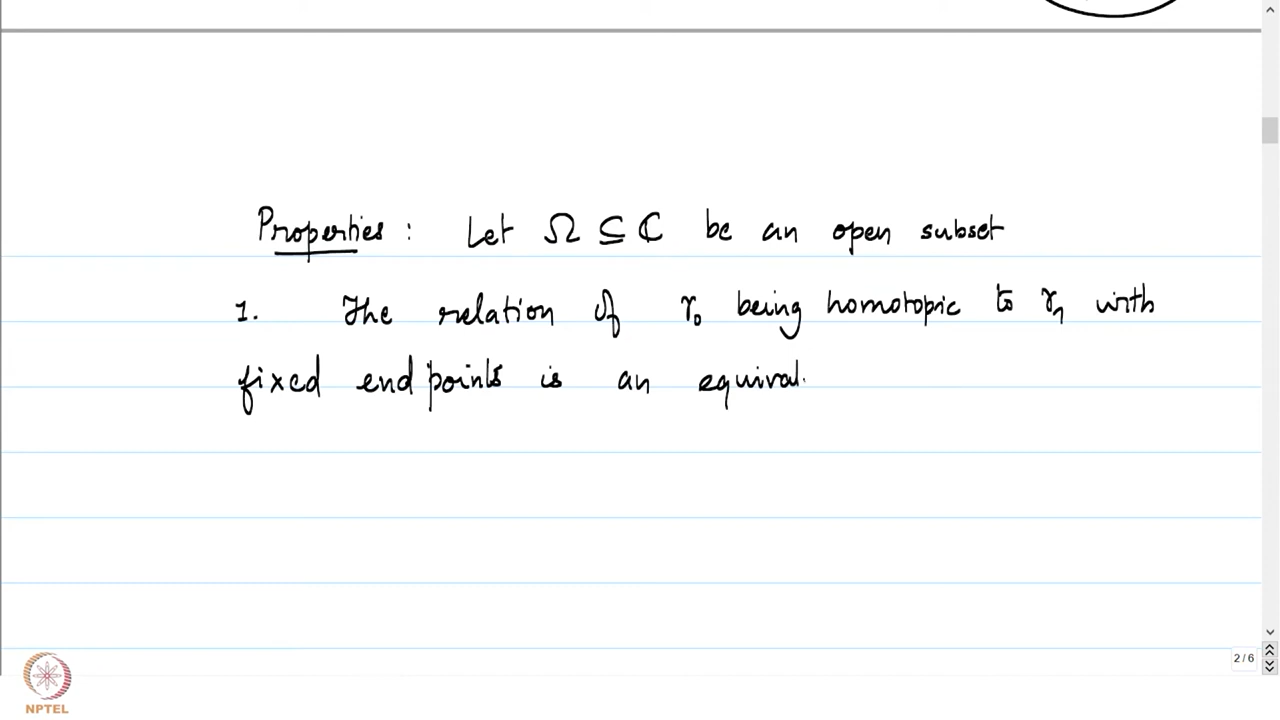 Properties : Let Ω ⊆ ℂ be an open subset
1. The relation of γ₀ being homotopic to γ₁ with
fixed end points is an equival.
2 / 6
NPTEL